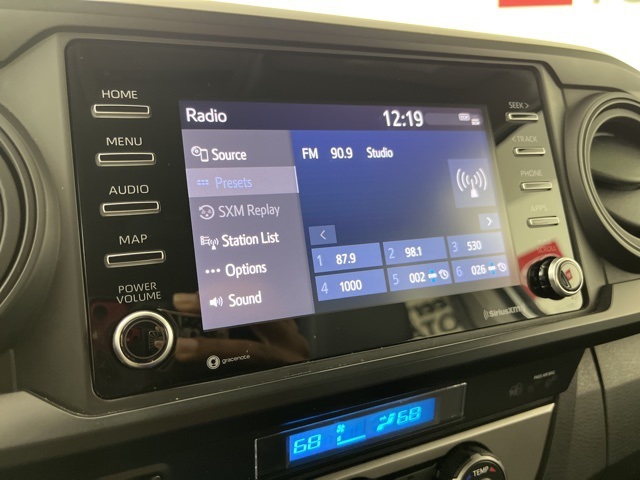 HOME
MENU
AUDIO
MAP
POWER
VOLUME
Radio
12:19
Source
Presets
SXM Replay
Station List
Options
Sound
FM 90.9 Studio
<
>
1 87.9
2 98.1
3 530
4 1000
5 002
6 026
SEEK >
< TRACK
PHONE
APPS
SCROLL
SiriusXM
gracenote
68
68
TEMP